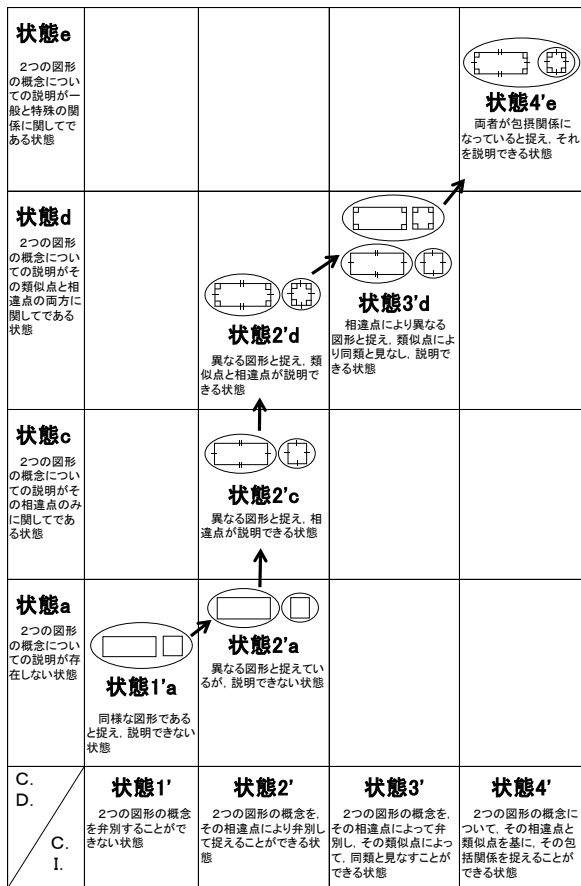 状態e
2つの図形
の概念につい
ての説明が一
般と特殊の関
係に関してで
ある状態
状態4'e
両者が包摂関係に
なっていると捉え, それ
を説明できる状態
状態d
2つの図形
の概念につい
ての説明がそ
の類似点と相
違点の両方に
関してである
状態
状態2'd
異なる図形と捉え, 類
似点と相違点が説明で
きる状態
状態3'd
相違点により異なる
図形と捉え, 類似点によ
り同類と見なし, 説明で
きる状態
状態c
2つの図形
の概念につい
ての説明がそ
の相違点のみ
に関してであ
る状態
状態2'c
異なる図形と捉え, 相
違点が説明できる状態
状態a
2つの図形
の概念につい
ての説明が存
在しない状態
状態1'a
同様な図形である
と捉え, 説明できない
状態
状態2'a
異なる図形と捉えてい
るが, 説明できない状態
C.
D.
C.
I.
状態1'
2つの図形の概念
を弁別することがで
きない状態
状態2'
2つの図形の概念を,
その相違点により弁別し
て捉えることができる状
態
状態3'
2つの図形の概念を,
その相違点によって弁
別し, その類似点によっ
て, 同類と見なすことが
できる状態
状態4'
2つの図形の概念に
ついて, その相違点と
類似点を基に, その包
括関係を捉えることが
できる状態